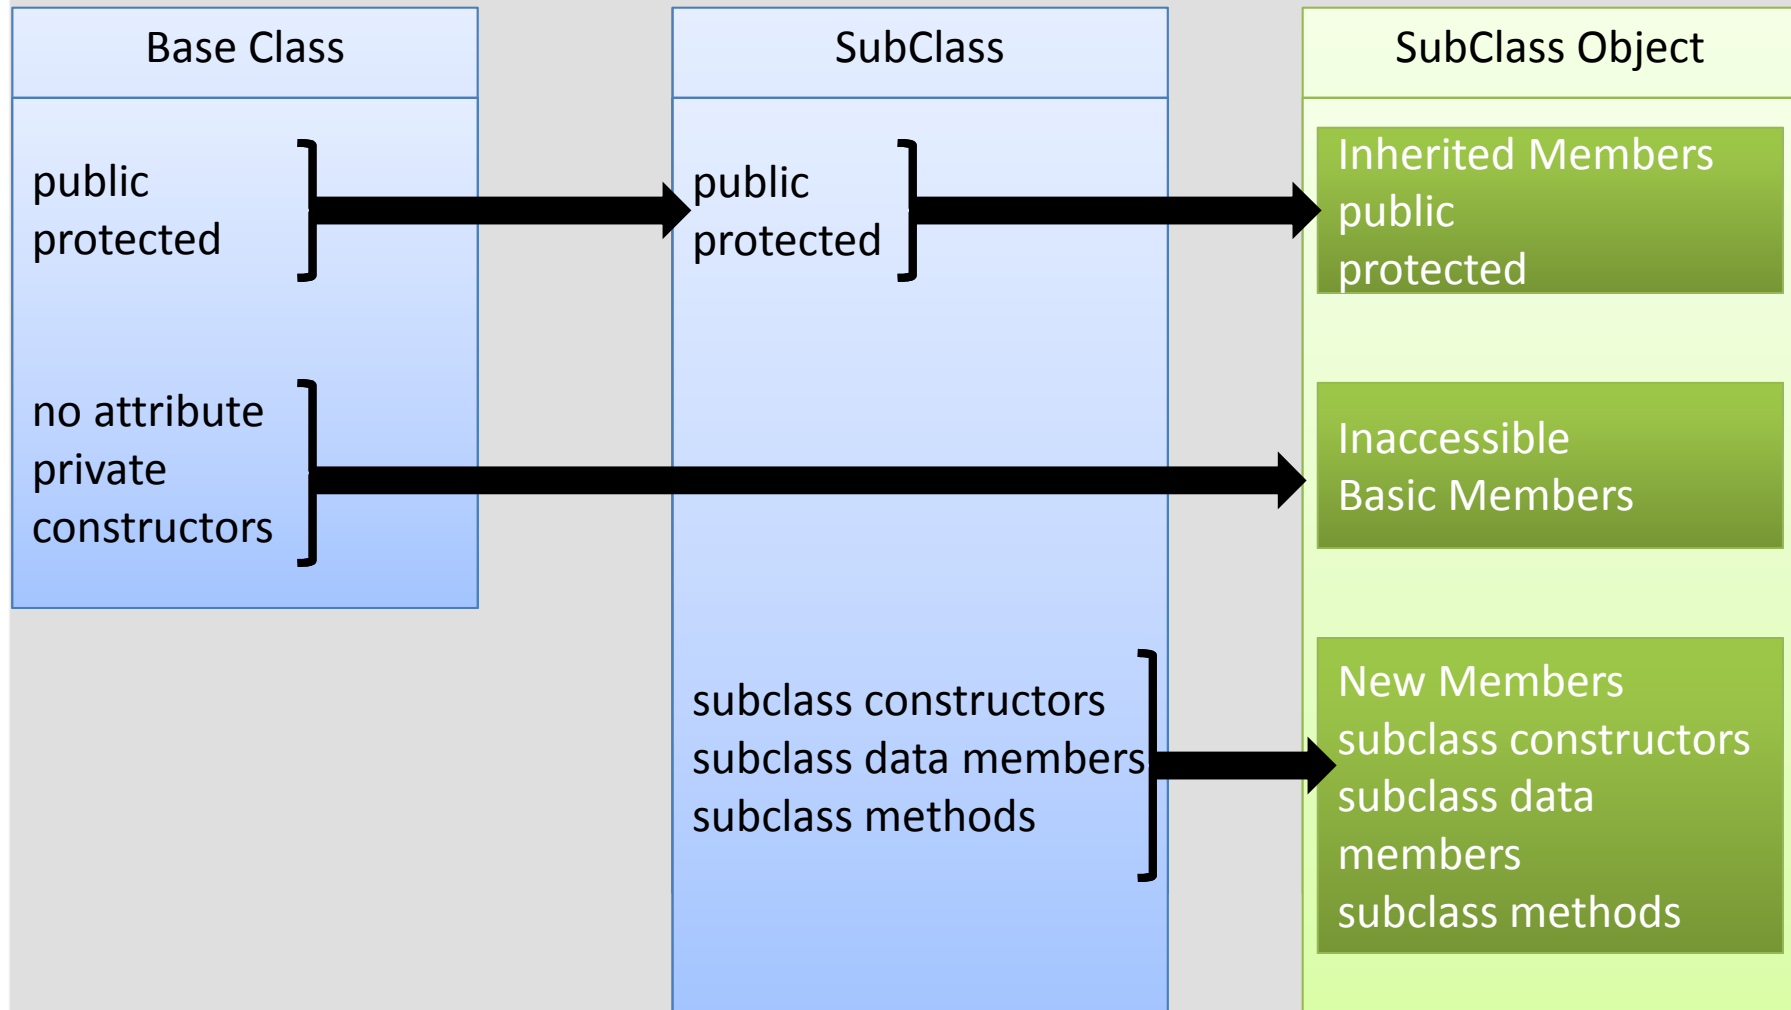 Base Class
public
protected
no attribute
private
constructors
SubClass
public
protected
subclass constructors
subclass data members
subclass methods
SubClass Object
Inherited Members
public
protected
Inaccessible
Basic Members
New Members
subclass constructors
subclass data
members
subclass methods